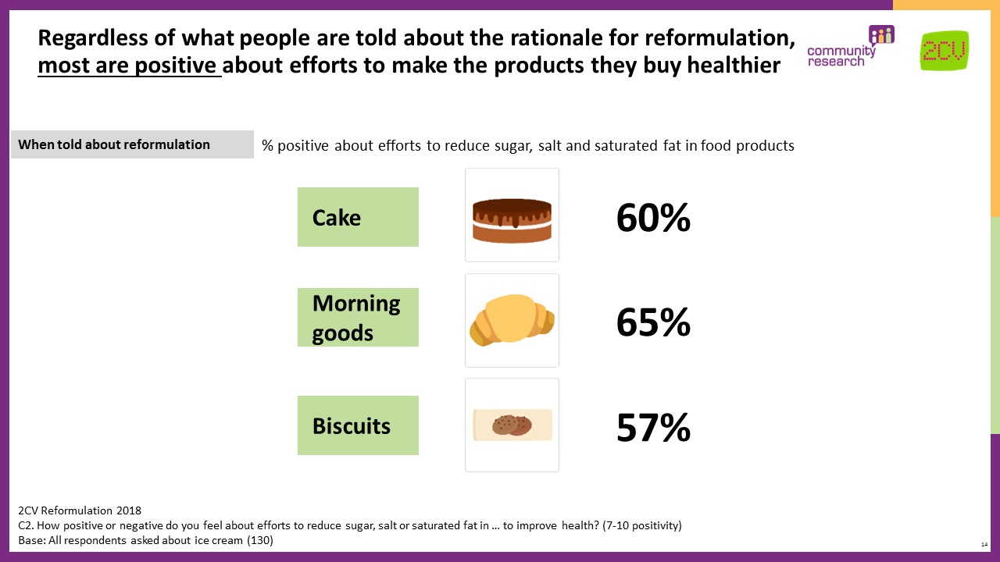 Regardless of what people are told about the rationale for reformulation,
most are positive about efforts to make the products they buy healthier
community
research
2CV
When told about reformulation
% positive about efforts to reduce sugar, salt and saturated fat in food products
Cake
60%
Morning
goods
65%
Biscuits
57%
2CV Reformulation 2018
C2. How positive or negative do you feel about efforts to reduce sugar, salt or saturated fat in … to improve health? (7-10 positivity)
Base: All respondents asked about ice cream (130)
14